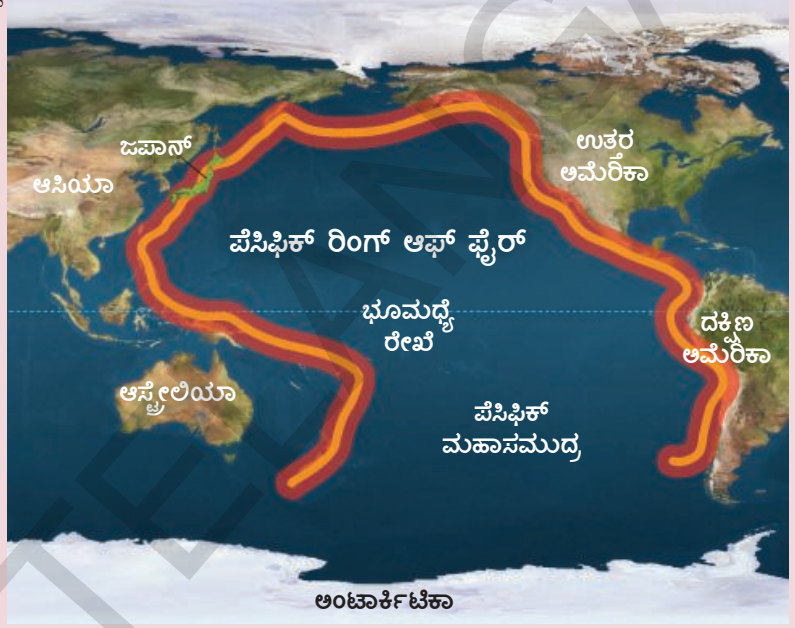 ಜಪಾನ್
ಆಸಿಯಾ
ಉತ್ತರ
ಅಮೆರಿಕಾ
ಪೆಸಿಫಿಕ್ ರಿಂಗ್ ಆಫ್ ಫೈರ್
ಭೂಮಧ್ಯೆ
ರೇಖೆ
ದಕ್ಷಿಣ
ಅಮೆರಿಕಾ
ಆಸ್ಟ್ರೇಲಿಯಾ
ಪೆಸಿಫಿಕ್
ಮಹಾಸಮುದ್ರ
ಅಂಟಾರ್ಕಿಟಿಕಾ